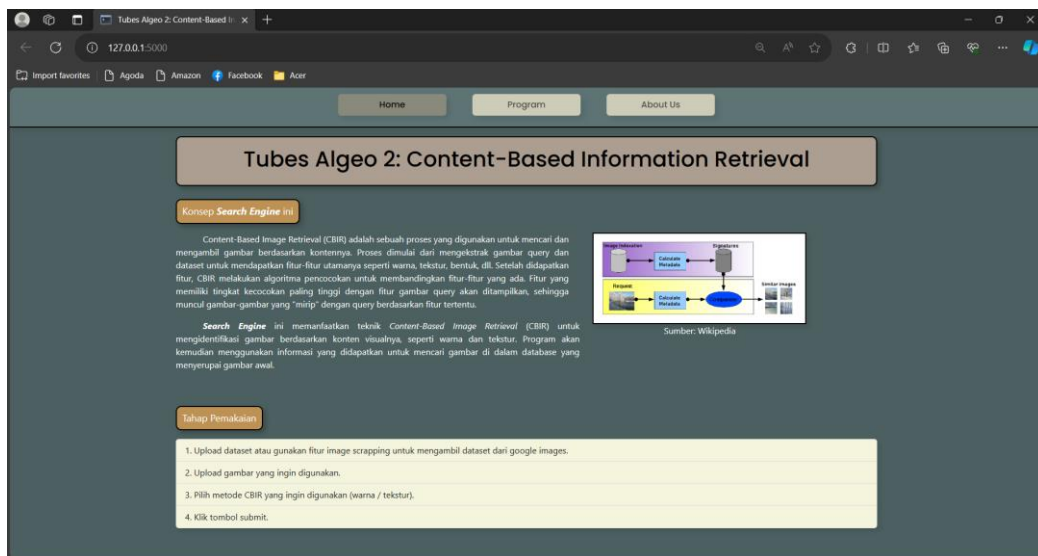 Tubes Algeo 2: Content-Based In
127.0.0.1:5000
Import favorites Agoda Amazon Facebook Acer
Home Program About Us
Tubes Algeo 2: Content-Based Information Retrieval
Konsep Search Engine ini
Content-Based Image Retrieval (CBIR) adalah sebuah proses yang digunakan untuk mencari dan
mengambil gambar berdasarkan kontennya. Proses dimulai dari mengekstrak gambar query dan
dataset untuk mendapatkan fitur-fitur utamanya seperti warna, tekstur, bentuk, dll. Setelah didapatkan
fitur, CBIR melakukan algoritma pencocokan untuk membandingkan fitur-fitur yang ada. Fitur yang
memiliki tingkat kecocokan paling tinggi dengan fitur gambar query akan ditampilkan, sehingga
muncul gambar-gambar yang "mirip" dengan query berdasarkan fitur tertentu.
Search Engine ini memanfaatkan teknik Content-Based Image Retrieval (CBIR) untuk
mengidentifikasi gambar berdasarkan konten visualnya, seperti warna dan tekstur. Program akan
kemudian menggunakan informasi yang didapatkan untuk mencari gambar di dalam database yang
menyerupai gambar awal.
Signatures
Calculate
Metadata
Request
Calculate
Metadata
Similar images
Sumber: Wikipedia
Tahap Pemakaian
1. Upload dataset atau gunakan fitur image scrapping untuk mengambil dataset dari google images.
2. Upload gambar yang ingin digunakan.
3. Pilih metode CBIR yang ingin digunakan (warna / tekstur).
4. Klik tombol submit.